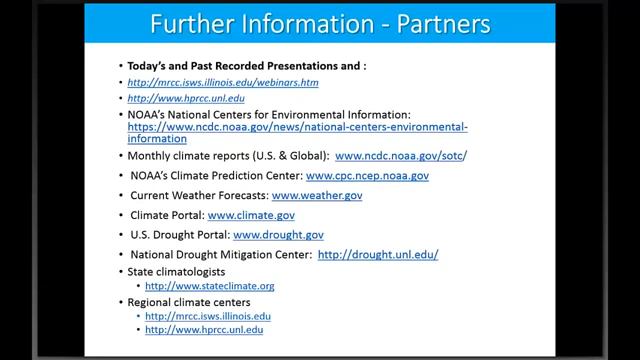 Further Information - Partners
• Today's and Past Recorded Presentations and :
• http://mrcc.isws.illinois.edu/webinars.htm
• http://www.hprcc.unl.edu
• NOAA's National Centers for Environmental Information:
https://www.ncdc.noaa.gov/news/national-centers-environmental-
information
• Monthly climate reports (U.S. & Global): www.ncdc.noaa.gov/sotc/
• NOAA's Climate Prediction Center: www.cpc.ncep.noaa.gov
• Current Weather Forecasts: www.weather.gov
• Climate Portal: www.climate.gov
• U.S. Drought Portal: www.drought.gov
• National Drought Mitigation Center: http://drought.unl.edu/
• State climatologists
• http://www.stateclimate.org
• Regional climate centers
• http://mrcc.isws.illinois.edu
• http://www.hprcc.unl.edu